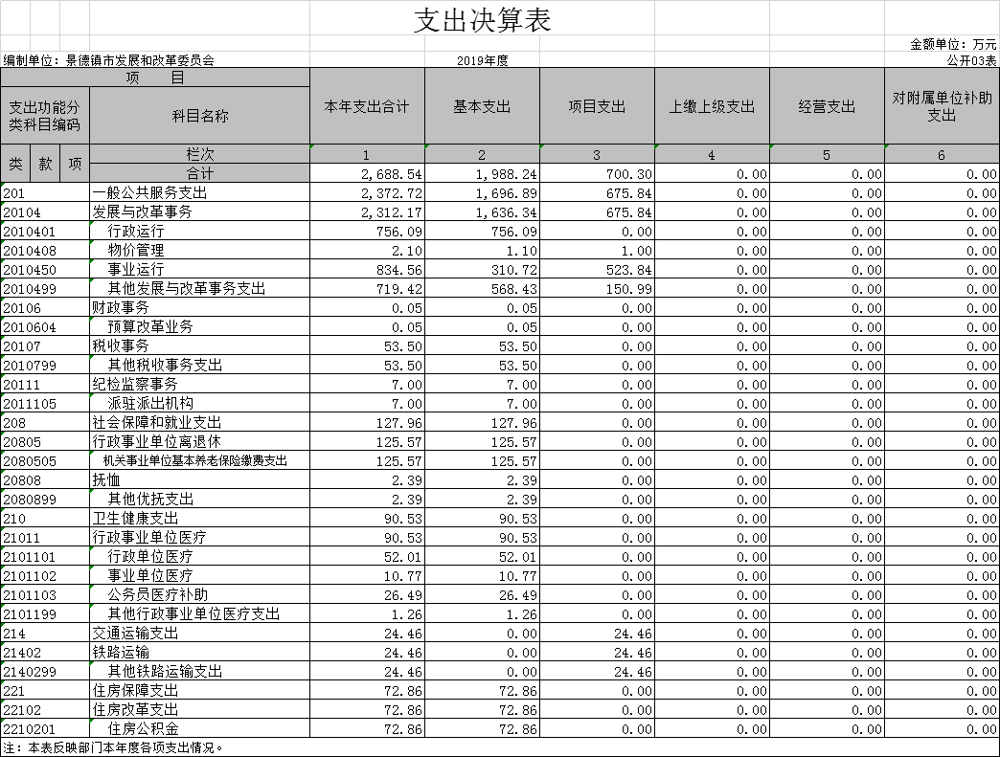 支出决算表
金额单位：万元
编制单位：景德镇市发展和改革委员会 2019年度 公开03表
项 目 本年支出合计 基本支出 项目支出 上缴上级支出 经营支出 对附属单位补助支出
支出功能分类科目编码 科目名称
类 款 项 栏次 1 2 3 4 5 6
合计 2,688.54 1,988.24 700.30 0.00 0.00 0.00
201 一般公共服务支出 2,372.72 1,696.89 675.84 0.00 0.00 0.00
20104 发展与改革事务 2,312.17 1,636.34 675.84 0.00 0.00 0.00
2010401 行政运行 756.09 756.09 0.00 0.00 0.00 0.00
2010408 物价管理 2.10 1.10 1.00 0.00 0.00 0.00
2010450 事业运行 834.56 310.72 523.84 0.00 0.00 0.00
2010499 其他发展与改革事务支出 719.42 568.43 150.99 0.00 0.00 0.00
20106 财政事务 0.05 0.05 0.00 0.00 0.00 0.00
2010604 预算改革业务 0.05 0.05 0.00 0.00 0.00 0.00
20107 税收事务 53.50 53.50 0.00 0.00 0.00 0.00
2010799 其他税收事务支出 53.50 53.50 0.00 0.00 0.00 0.00
20111 纪检监察事务 7.00 7.00 0.00 0.00 0.00 0.00
2011105 派驻派出机构 7.00 7.00 0.00 0.00 0.00 0.00
208 社会保障和就业支出 127.96 127.96 0.00 0.00 0.00 0.00
20805 行政事业单位离退休 125.57 125.57 0.00 0.00 0.00 0.00
2080505 机关事业单位基本养老保险缴费支出 125.57 125.57 0.00 0.00 0.00 0.00
20808 抚恤 2.39 2.39 0.00 0.00 0.00 0.00
2080899 其他优抚支出 2.39 2.39 0.00 0.00 0.00 0.00
210 卫生健康支出 90.53 90.53 0.00 0.00 0.00 0.00
21011 行政事业单位医疗 90.53 90.53 0.00 0.00 0.00 0.00
2101101 行政单位医疗 52.01 52.01 0.00 0.00 0.00 0.00
2101102 事业单位医疗 10.77 10.77 0.00 0.00 0.00 0.00
2101103 公务员医疗补助 26.49 26.49 0.00 0.00 0.00 0.00
2101199 其他行政事业单位医疗支出 1.26 1.26 0.00 0.00 0.00 0.00
214 交通运输支出 24.46 0.00 24.46 0.00 0.00 0.00
21402 铁路运输 24.46 0.00 24.46 0.00 0.00 0.00
2140299 其他铁路运输支出 24.46 0.00 24.46 0.00 0.00 0.00
221 住房保障支出 72.86 72.86 0.00 0.00 0.00 0.00
22102 住房改革支出 72.86 72.86 0.00 0.00 0.00 0.00
2210201 住房公积金 72.86 72.86 0.00 0.00 0.00 0.00
注：本表反映部门本年度各项支出情况。